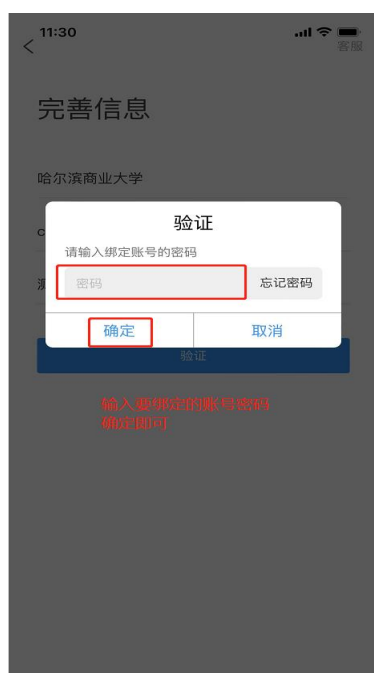 11:30
客服
完善信息
哈尔滨商业大学
验证
请输入绑定账号的密码
密码
忘记密码
确定
取消
验证
输入要绑定的账号密码
确定即可